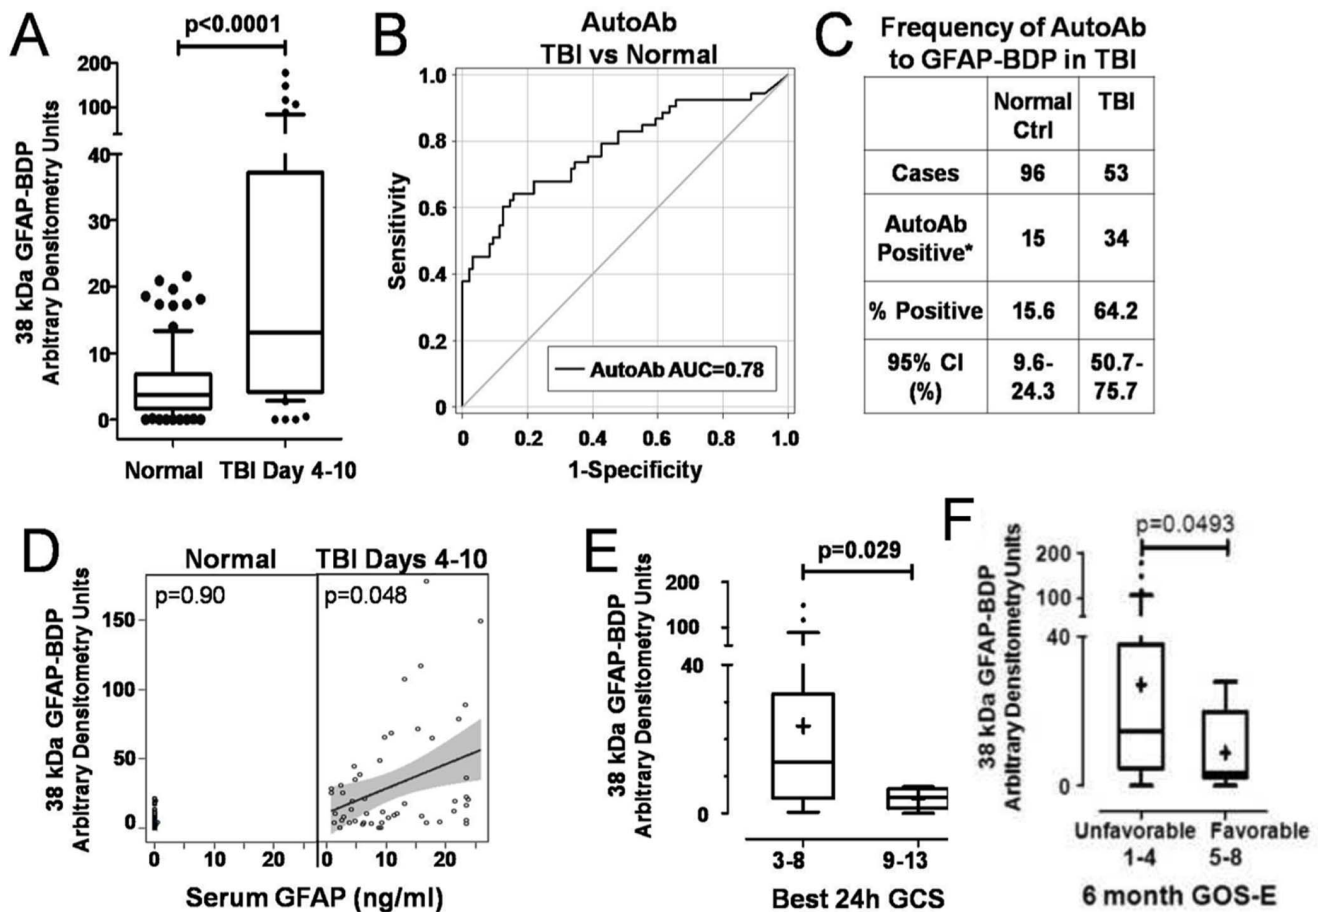 A
p<0.0001
38 kDa GFAP-BDP
Arbitrary Densitometry Units
200
100
40
30
20
10
0
Normal TBI Day 4-10
B
AutoAb
TBI vs Normal
Sensitivity
1.0
0.8
0.6
0.4
0.2
0
AutoAb AUC=0.78
0 0.2 0.4 0.6 0.8 1.0
1-Specificity
C
Frequency of AutoAb
to GFAP-BDP in TBI
Normal Ctrl TBI
Cases 96 53
AutoAb Positive* 15 34
% Positive 15.6 64.2
95% CI (%) 9.6-24.3 50.7-75.7
D
Normal TBI Days 4-10
p=0.90 p=0.048
38 kDa GFAP-BDP
Arbitrary Densitometry Units
150
100
50
0
0 10 20 0 10 20
Serum GFAP (ng/ml)
E
p=0.029
38 kDa GFAP-BDP
Arbitrary Densitometry Units
200
100
40
0
3-8 9-13
Best 24h GCS
F
p=0.0493
38 kDa GFAP-BDP
Arbitrary Densitometry Units
200
100
40
0
Unfavorable Favorable
1-4 5-8
6 month GOS-E